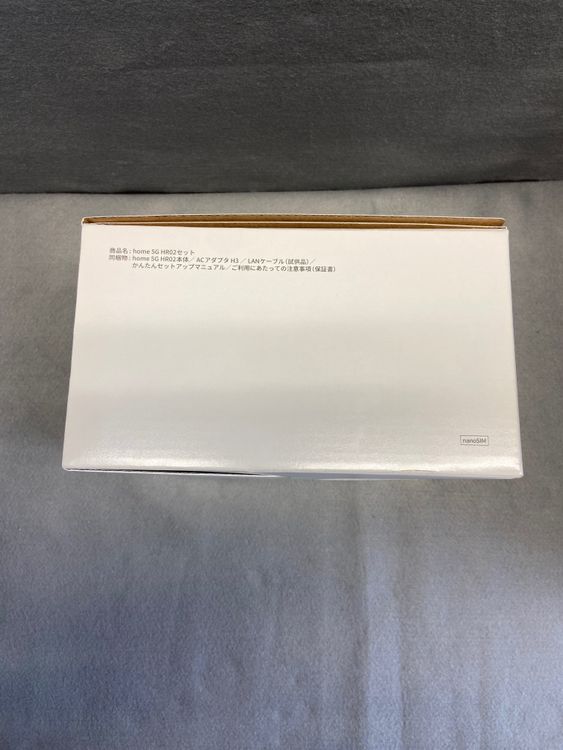 商品名：home 5G HR02セット
同梱物：home 5G HR02本体／ACアダプタ H3／LANケーブル（試供品）／
かんたんセットアップマニュアル／ご利用にあたっての注意事項（保証書）
nanoSIM